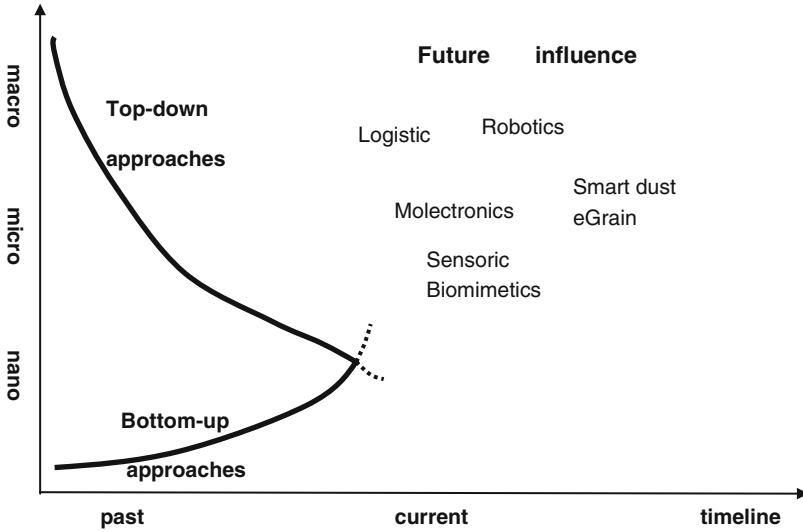 Future influence
macro
Top-down
approaches
Logistic
Robotics
Smart dust
eGrain
micro
Molectronics
Sensoric
Biomimetics
nano
Bottom-up
approaches
past
current
timeline